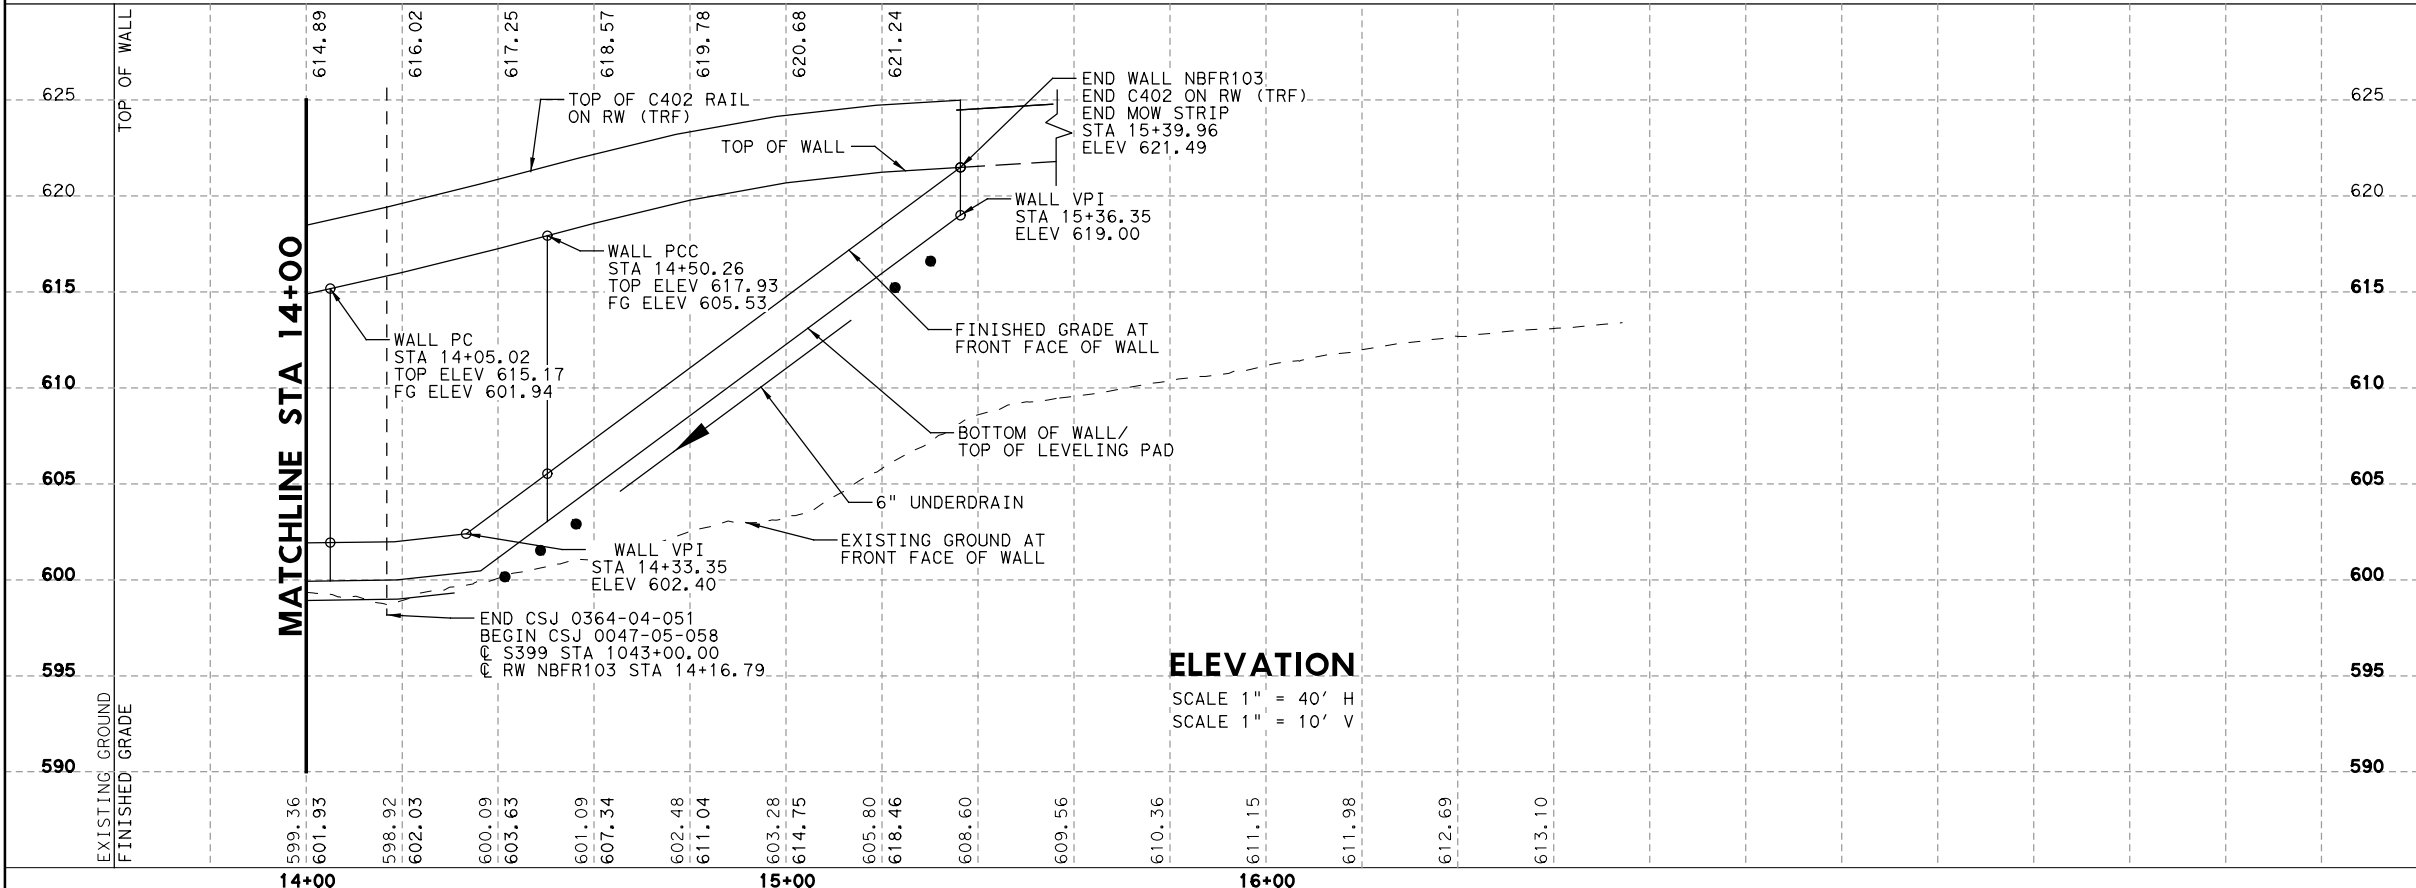 TOP OF WALL
614.89
616.02
617.25
618.57
619.78
620.68
621.24
625
620
615
610
605
600
595
590
625
620
615
610
605
600
595
590
MATCHLINE STA 14+00
TOP OF C402 RAIL
ON RW (TRF)
TOP OF WALL
END WALL NBFR103
END C402 ON RW (TRF)
END MOW STRIP
STA 15+39.96
ELEV 621.49
WALL VPI
STA 15+36.35
ELEV 619.00
WALL PCC
STA 14+50.26
TOP ELEV 617.93
FG ELEV 605.53
WALL PC
STA 14+05.02
TOP ELEV 615.17
FG ELEV 601.94
FINISHED GRADE AT
FRONT FACE OF WALL
BOTTOM OF WALL/
TOP OF LEVELING PAD
6" UNDERDRAIN
EXISTING GROUND AT
FRONT FACE OF WALL
WALL VPI
STA 14+33.35
ELEV 602.40
END CSJ 0364-04-051
BEGIN CSJ 0047-05-058
℄ S399 STA 1043+00.00
℄ RW NBFR103 STA 14+16.79
ELEVATION
SCALE 1" = 40' H
SCALE 1" = 10' V
EXISTING GROUND
FINISHED GRADE
599.36
601.93
598.92
602.03
600.09
603.63
601.09
607.34
602.48
611.04
603.28
614.75
605.80
618.46
608.60
609.56
610.36
611.15
611.98
612.69
613.10
14+00
15+00
16+00